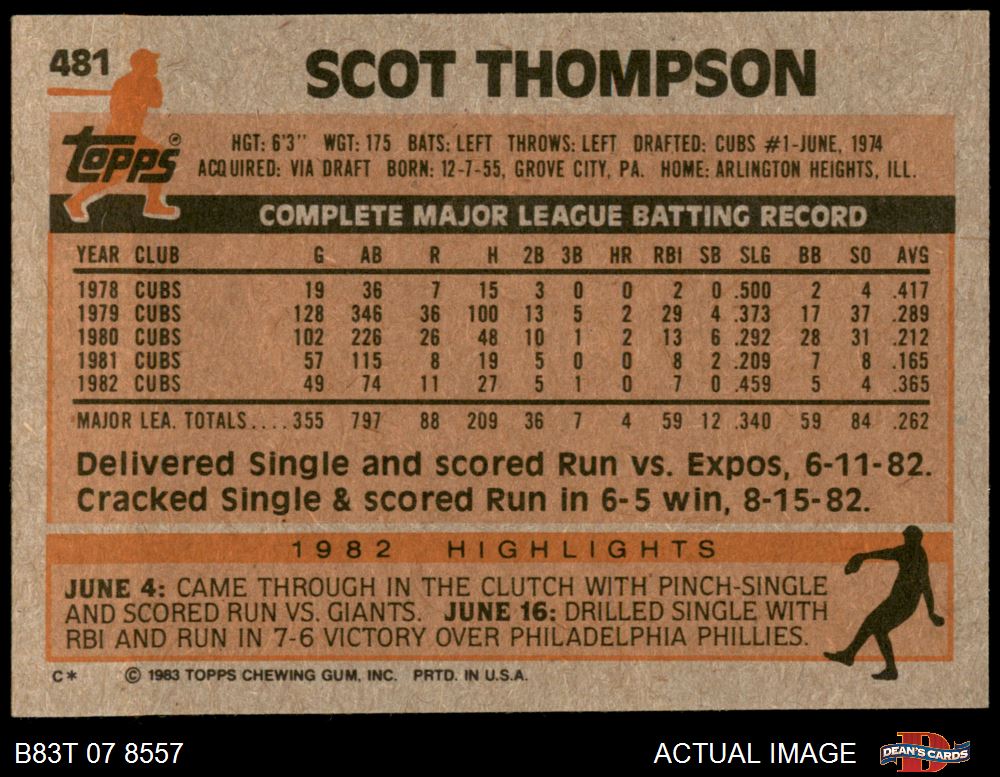 481
SCOT THOMPSON
topps®
HGT: 6'3" WGT: 175 BATS: LEFT THROWS: LEFT DRAFTED: CUBS #1-JUNE, 1974
ACQUIRED: VIA DRAFT BORN: 12-7-55, GROVE CITY, PA. HOME: ARLINGTON HEIGHTS, ILL.
COMPLETE MAJOR LEAGUE BATTING RECORD
YEAR CLUB G AB R H 2B 3B HR RBI SB SLG BB SO AVG
1978 CUBS 19 36 7 15 3 0 0 2 0 .500 2 4 .417
1979 CUBS 128 346 36 100 13 5 2 29 4 .373 17 37 .289
1980 CUBS 102 226 26 48 10 1 2 13 6 .292 28 31 .212
1981 CUBS 57 115 8 19 5 0 0 8 2 .209 7 8 .165
1982 CUBS 49 74 11 27 5 1 0 7 0 .459 5 4 .365
MAJOR LEA. TOTALS....355 797 88 209 36 7 4 59 12 .340 59 84 .262
Delivered Single and scored Run vs. Expos, 6-11-82.
Cracked Single & scored Run in 6-5 win, 8-15-82.
1982 HIGHLIGHTS
JUNE 4: CAME THROUGH IN THE CLUTCH WITH PINCH-SINGLE
AND SCORED RUN VS. GIANTS. JUNE 16: DRILLED SINGLE WITH
RBI AND RUN IN 7-6 VICTORY OVER PHILADELPHIA PHILLIES.
C* © 1983 TOPPS CHEWING GUM, INC. PRTD. IN U.S.A.
B83T 07 8557 ACTUAL IMAGE DEAN'S CARDS